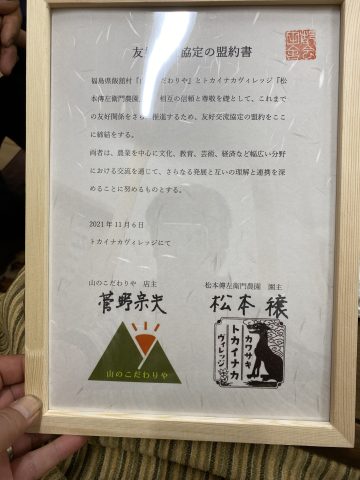 友好 協定の盟約書
福島県飯舘村『 こだわりや』とトカイナカヴィレッジ『松
本傳左衛門農園 相互の信頼と尊敬を礎として、これまで
の友好関係をさら 推進するため、友好交流協定の盟約をここ
に締結をする。
両者は、農業を中心に文化、教育、芸術、経済など幅広い分野
における交流を通じて、さらなる発展と互いの理解と連携を深
めることに努めるものとする。
2021年11月6日
トカイナカヴィレッジにて
山のこだわりや 店主
菅野宗夫
山のこだわりや
松本傳左衛門農園 園主
松本 穣
カワサキ
トカイナカ
ヴィレッジ